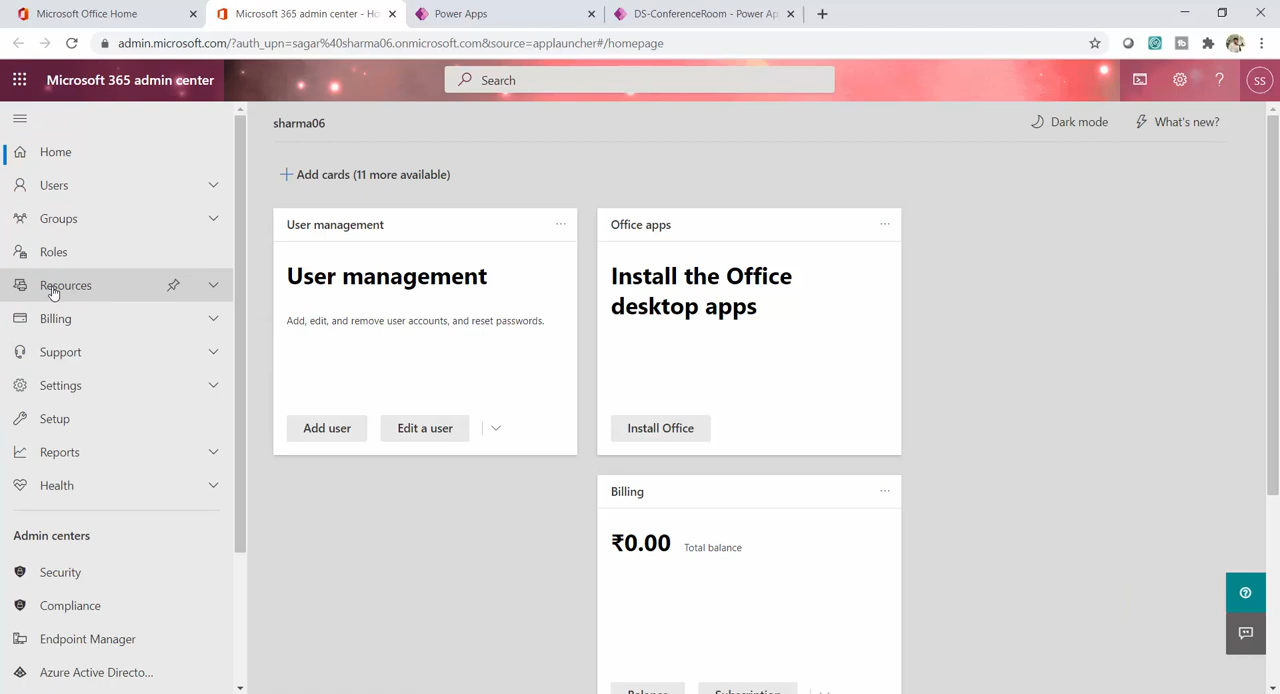 Microsoft Office Home
Microsoft 365 admin center - Ho
Power Apps
DS-ConferenceRoom - Power Ap
admin.microsoft.com/?auth_upn=sagar%40sharma06.onmicrosoft.com&source=applauncher#/homepage
Microsoft 365 admin center
Search
SS
sharma06
Dark mode
What's new?
Home
Users
Groups
Roles
Resources
Billing
Support
Settings
Setup
Reports
Health
Admin centers
Security
Compliance
Endpoint Manager
Azure Active Directo...
Add cards (11 more available)
User management
User management
Add, edit, and remove user accounts, and reset passwords.
Add user
Edit a user
Office apps
Install the Office
desktop apps
Install Office
Billing
₹0.00 Total balance
Balance
Subscription